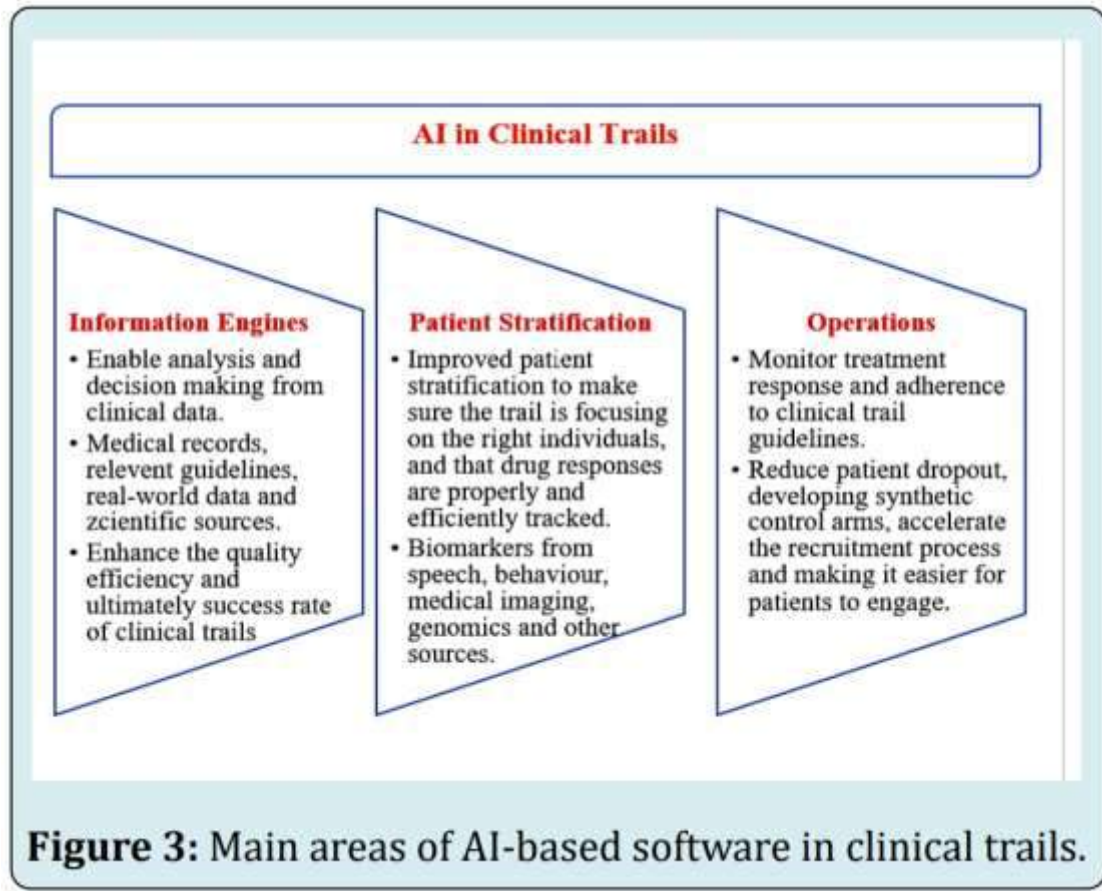 AI in Clinical Trails
Information Engines
• Enable analysis and
decision making from
clinical data.
• Medical records,
relevent guidelines,
real-world data and
zcientific sources.
• Enhance the quality
efficiency and
ultimately success rate
of clinical trails
Patient Stratification
• Improved patient
stratification to make
sure the trail is focusing
on the right individuals,
and that drug responses
are properly and
efficiently tracked.
• Biomarkers from
speech, behaviour,
medical imaging,
genomics and other
sources.
Operations
• Monitor treatment
response and adherence
to clinical trail
guidelines.
• Reduce patient dropout,
developing synthetic
control arms, accelerate
the recruitment process
and making it easier for
patients to engage.
Figure 3: Main areas of AI-based software in clinical trails.